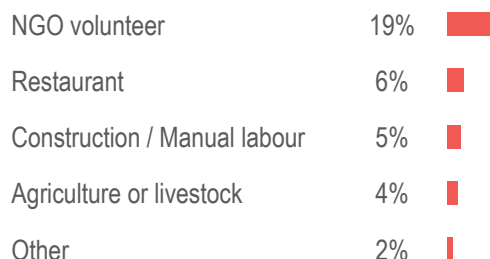 NGO volunteer 19%
Restaurant 6%
Construction / Manual labour 5%
Agriculture or livestock 4%
Other 2%